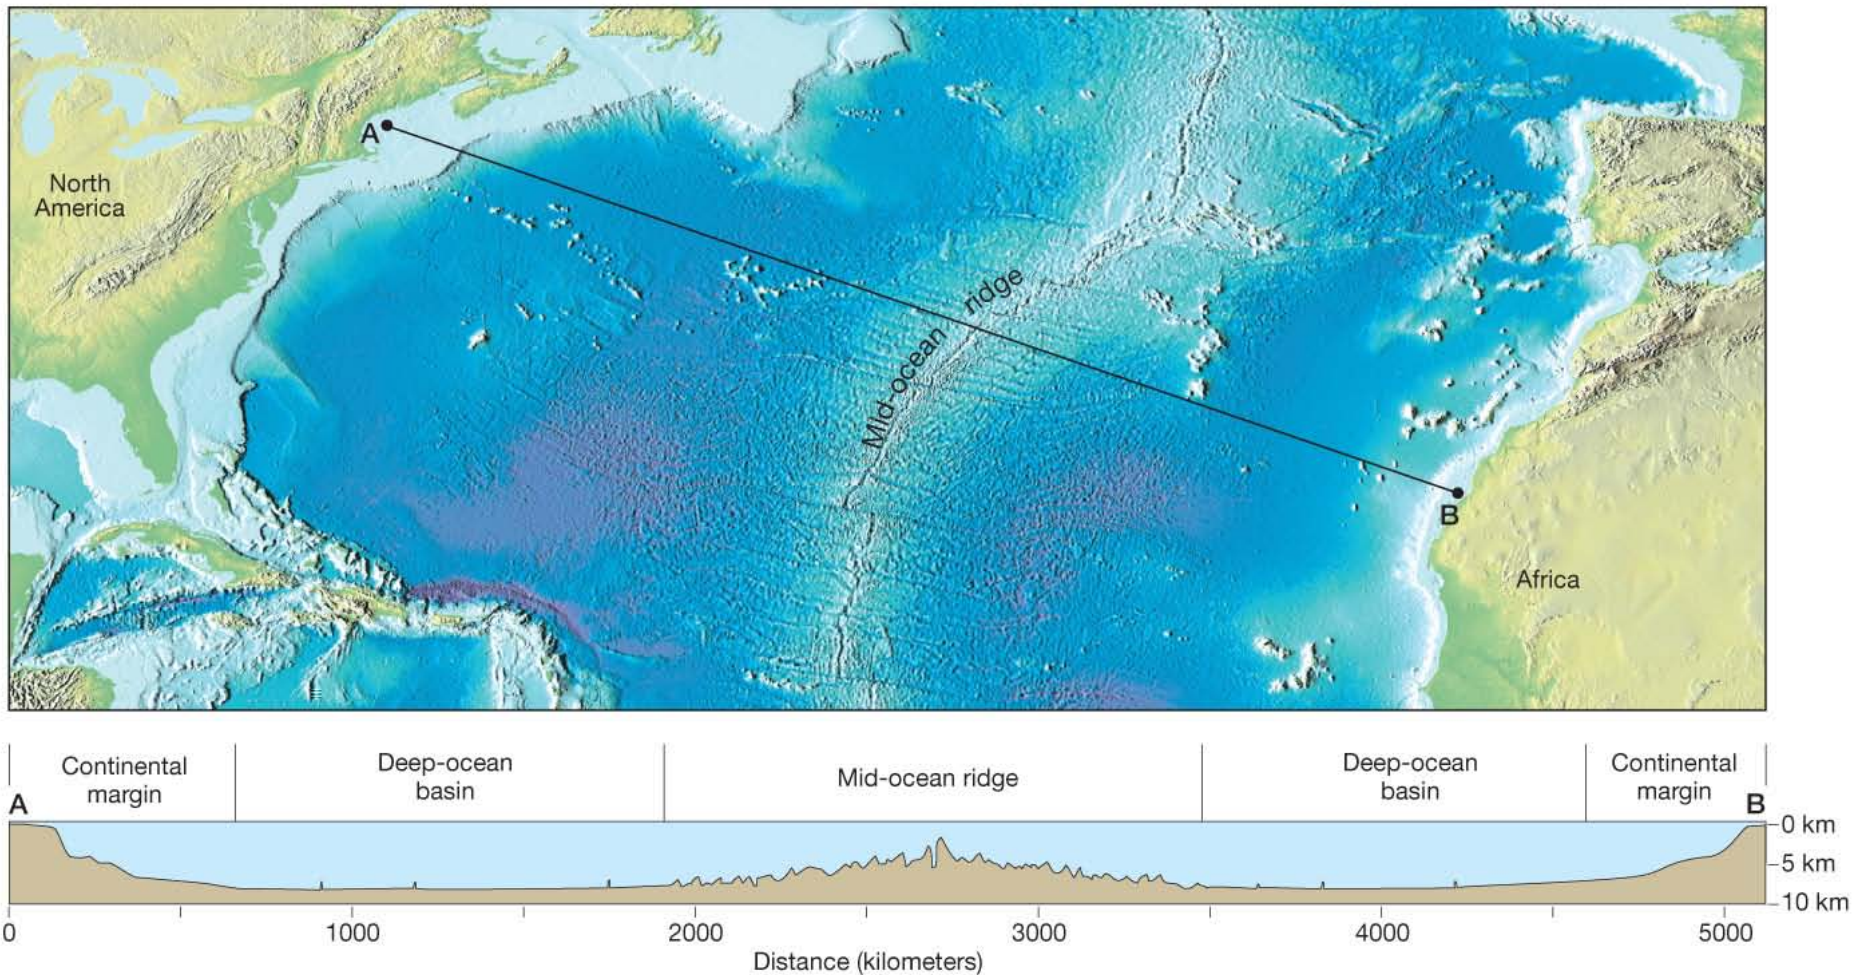 A
North
America
Mid-ocean ridge
B
Africa
Continental
margin
Deep-ocean
basin
Mid-ocean ridge
Deep-ocean
basin
Continental
margin
A
B
0 km
5 km
10 km
0 1000 2000 3000 4000 5000
Distance (kilometers)